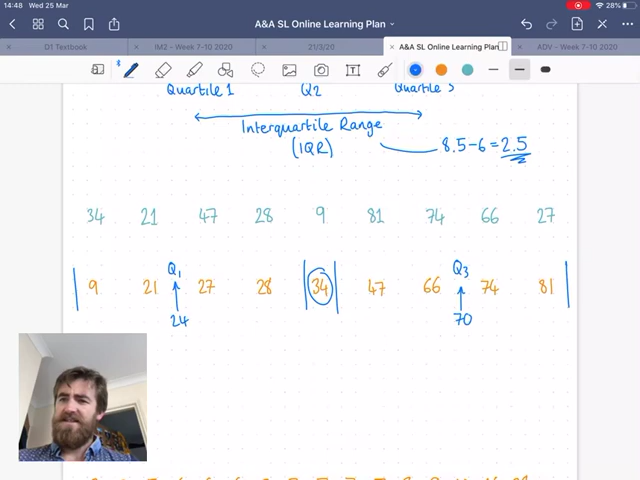 14:48 Wed 25 Mar
28%
A&A SL Online Learning Plan
D1 Textbook
IM2 - Week 7-10 2020
21/3/20
A&A SL Online Learning Plan
ADV - Week 7-10 2020
Quartile 1 Q2 Quartile 3
Interquartile Range
(IQR)
8.5-6=2.5
34 21 47 28 9 81 74 66 27
Q1 Q3
9 21 27 28 34 47 66 74 81
24 70